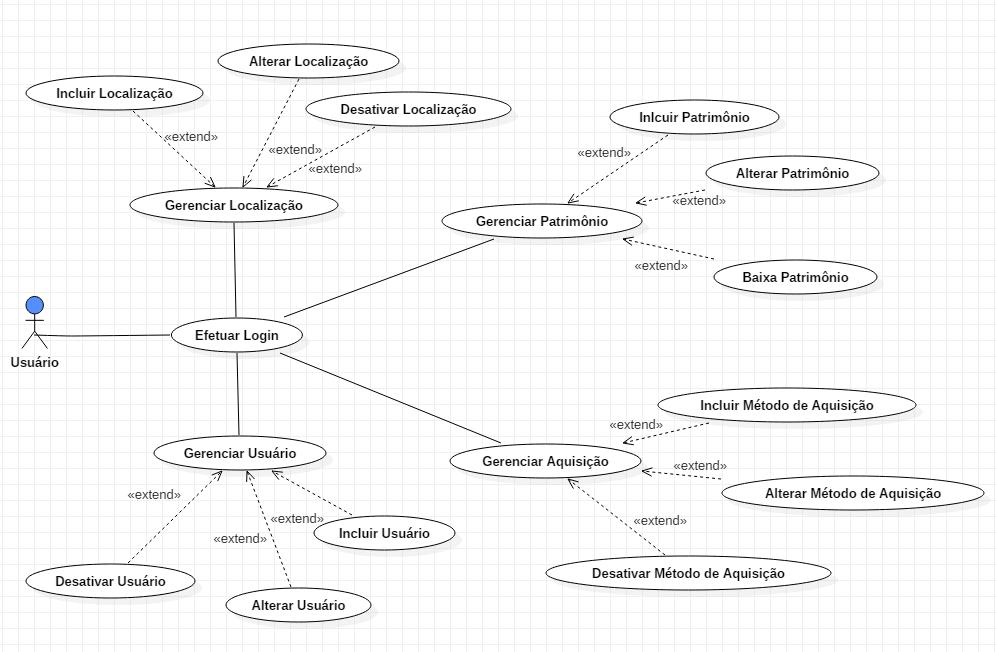 Alterar Localização
Incluir Localização
Desativar Localização
«extend»
«extend»
«extend»
Gerenciar Localização
Inlcuir Patrimônio
«extend»
Alterar Patrimônio
«extend»
Gerenciar Patrimônio
«extend»
Baixa Patrimônio
Efetuar Login
Usuário
Incluir Método de Aquisição
«extend»
Gerenciar Usuário
Gerenciar Aquisição
«extend»
Alterar Método de Aquisição
«extend»
«extend»
«extend»
«extend»
Incluir Usuário
Desativar Método de Aquisição
Desativar Usuário
Alterar Usuário